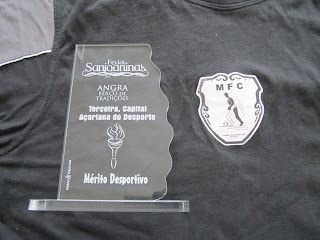 Festas
Sanjoaninas
ANGRA
BERÇO DE
TRADIÇÕES
Terceira, Capital
Açoriana do Desporto
Mérito Desportivo
MFC